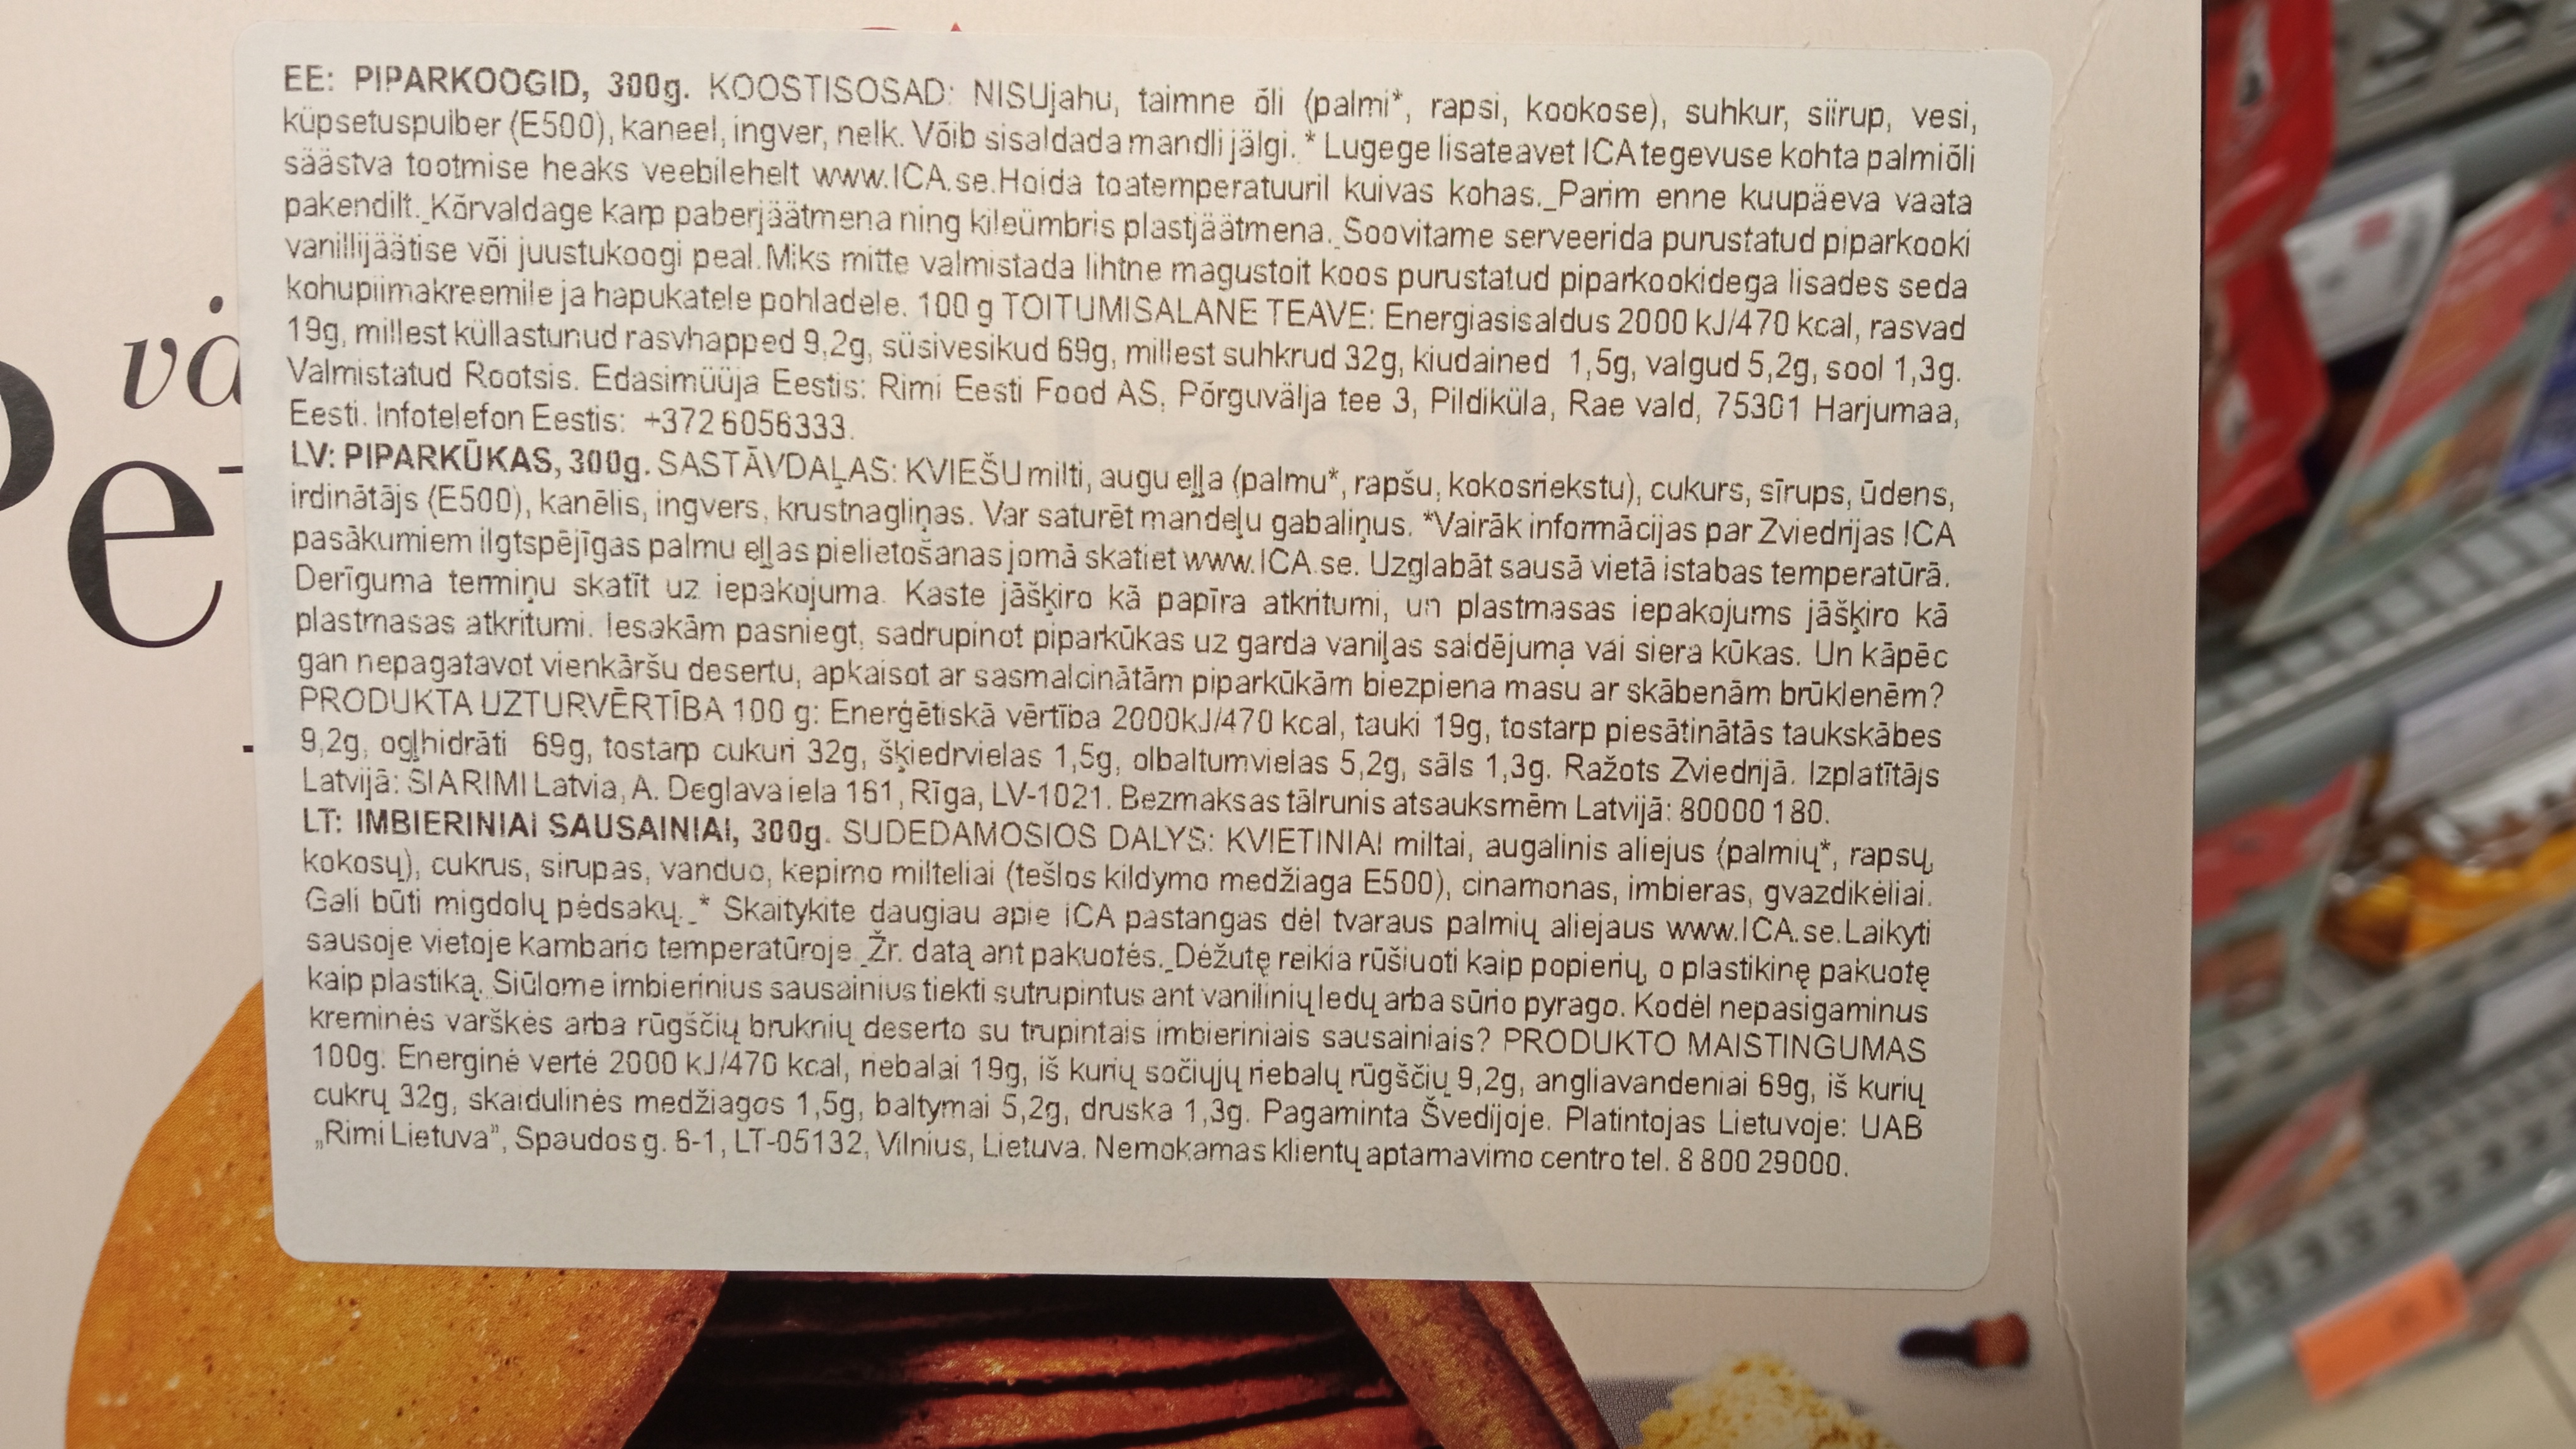 EE: PIPARKOOGID, 300g. KOOSTISOSAD: NISUjahu, taimne õli (palmi*, rapsi, kookose), suhkur, siirup, vesi,
küpsetuspulber (E500), kaneel, ingver, nelk. Võib sisaldada mandli jälgi. * Lugege lisateavet ICA tegevuse kohta palmiõli
säästva tootmise heaks veebilehelt www.ICA.se.Hoida toatemperatuuril kuivas kohas._Parim enne kuupäeva vaata
pakendilt._Kõrvaldage karp paberjäätmena ning kileümbris plastjäätmena._Soovitame serveerida purustatud piparkooki
vanillijäätise või juustukoogi peal.Miks mitte valmistada lihtne magustoit koos purustatud piparkookidega lisades seda
kohupiimakreemile ja hapukatele pohladele. 100 g TOITUMISALANE TEAVE: Energiasisaldus 2000 kJ/470 kcal, rasvad
19g, millest küllastunud rasvhapped 9,2g, süsivesikud 69g, millest suhkrud 32g, kiudained 1,5g, valgud 5,2g, sool 1,3g.
Valmistatud Rootsis. Edasimüüja Eestis: Rimi Eesti Food AS, Põrguvälja tee 3, Pildiküla, Rae vald, 75301 Harjumaa,
Eesti. Infotelefon Eestis: +372 6056333.
LV: PIPARKŪKAS, 300g. SASTĀVDAĻAS: KVIEŠU milti, augu eļļa (palmu*, rapšu, kokosriekstu), cukurs, sīrups, ūdens,
irdinātājs (E500), kanēlis, ingvers, krustnagliņas. Var saturēt mandeļu gabaliņus. *Vairāk informācijas par Zviedrijas ICA
pasākumiem ilgtspējīgas palmu eļļas pielietošanas jomā skatiet www.ICA.se. Uzglabāt sausā vietā istabas temperatūrā.
Derīguma termiņu skatīt uz iepakojuma. Kaste jāšķiro kā papīra atkritumi, un plastmasas iepakojums jāšķiro kā
plastmasas atkritumi. Iesakām pasniegt, sadrupinot piparkūkas uz garda vaniļas saldējuma vai siera kūkas. Un kāpēc
gan nepagatavot vienkāršu desertu, apkaisot ar sasmalcinātām piparkūkām biezpiena masu ar skābenām brūklenēm?
PRODUKTA UZTURVĒRTĪBA 100 g: Enerģētiskā vērtība 2000kJ/470 kcal, tauki 19g, tostarp piesātinātās taukskābes
9,2g, ogļhidrāti 69g, tostarp cukuri 32g, šķiedrvielas 1,5g, olbaltumvielas 5,2g, sāls 1,3g. Ražots Zviedrijā. Izplatītājs
Latvijā: SIA RIMI Latvia, A. Deglava iela 161, Rīga, LV-1021. Bezmaksas tālrunis atsauksmēm Latvijā: 80000 180.
LT: IMBIERINIAI SAUSAINIAI, 300g. SUDEDAMOSIOS DALYS: KVIETINIAI miltai, augalinis aliejus (palmių*, rapsų,
kokosų), cukrus, sirupas, vanduo, kepimo milteliai (tešlos kildymo medžiaga E500), cinamonas, imbieras, gvazdikėliai.
Gali būti migdolų pėdsakų._* Skaitykite daugiau apie ICA pastangas dėl tvaraus palmių aliejaus www.ICA.se.Laikyti
sausoje vietoje kambario temperatūroje._Žr. datą ant pakuotės._Dėžutę reikia rūšiuoti kaip popierių, o plastikinę pakuotę
kaip plastiką. Siūlome imbierinius sausainius tiekti sutrupintus ant vanilinių ledų arba sūrio pyrago. Kodėl nepasigaminus
kreminės varškės arba rūgščių bruknių deserto su trupintais imbieriniais sausainiais? PRODUKTO MAISTINGUMAS
100g: Energinė vertė 2000 kJ/470 kcal, riebalai 19g, iš kurių sočiųjų riebalų rūgščių 9,2g, angliavandeniai 69g, iš kurių
cukrų 32g, skaidulinės medžiagos 1,5g, baltymai 5,2g, druska 1,3g. Pagaminta Švedijoje. Platintojas Lietuvoje: UAB
„Rimi Lietuva”, Spaudos g. 6-1, LT-05132, Vilnius, Lietuva. Nemokamas klientų aptarnavimo centro tel. 8 800 29000.